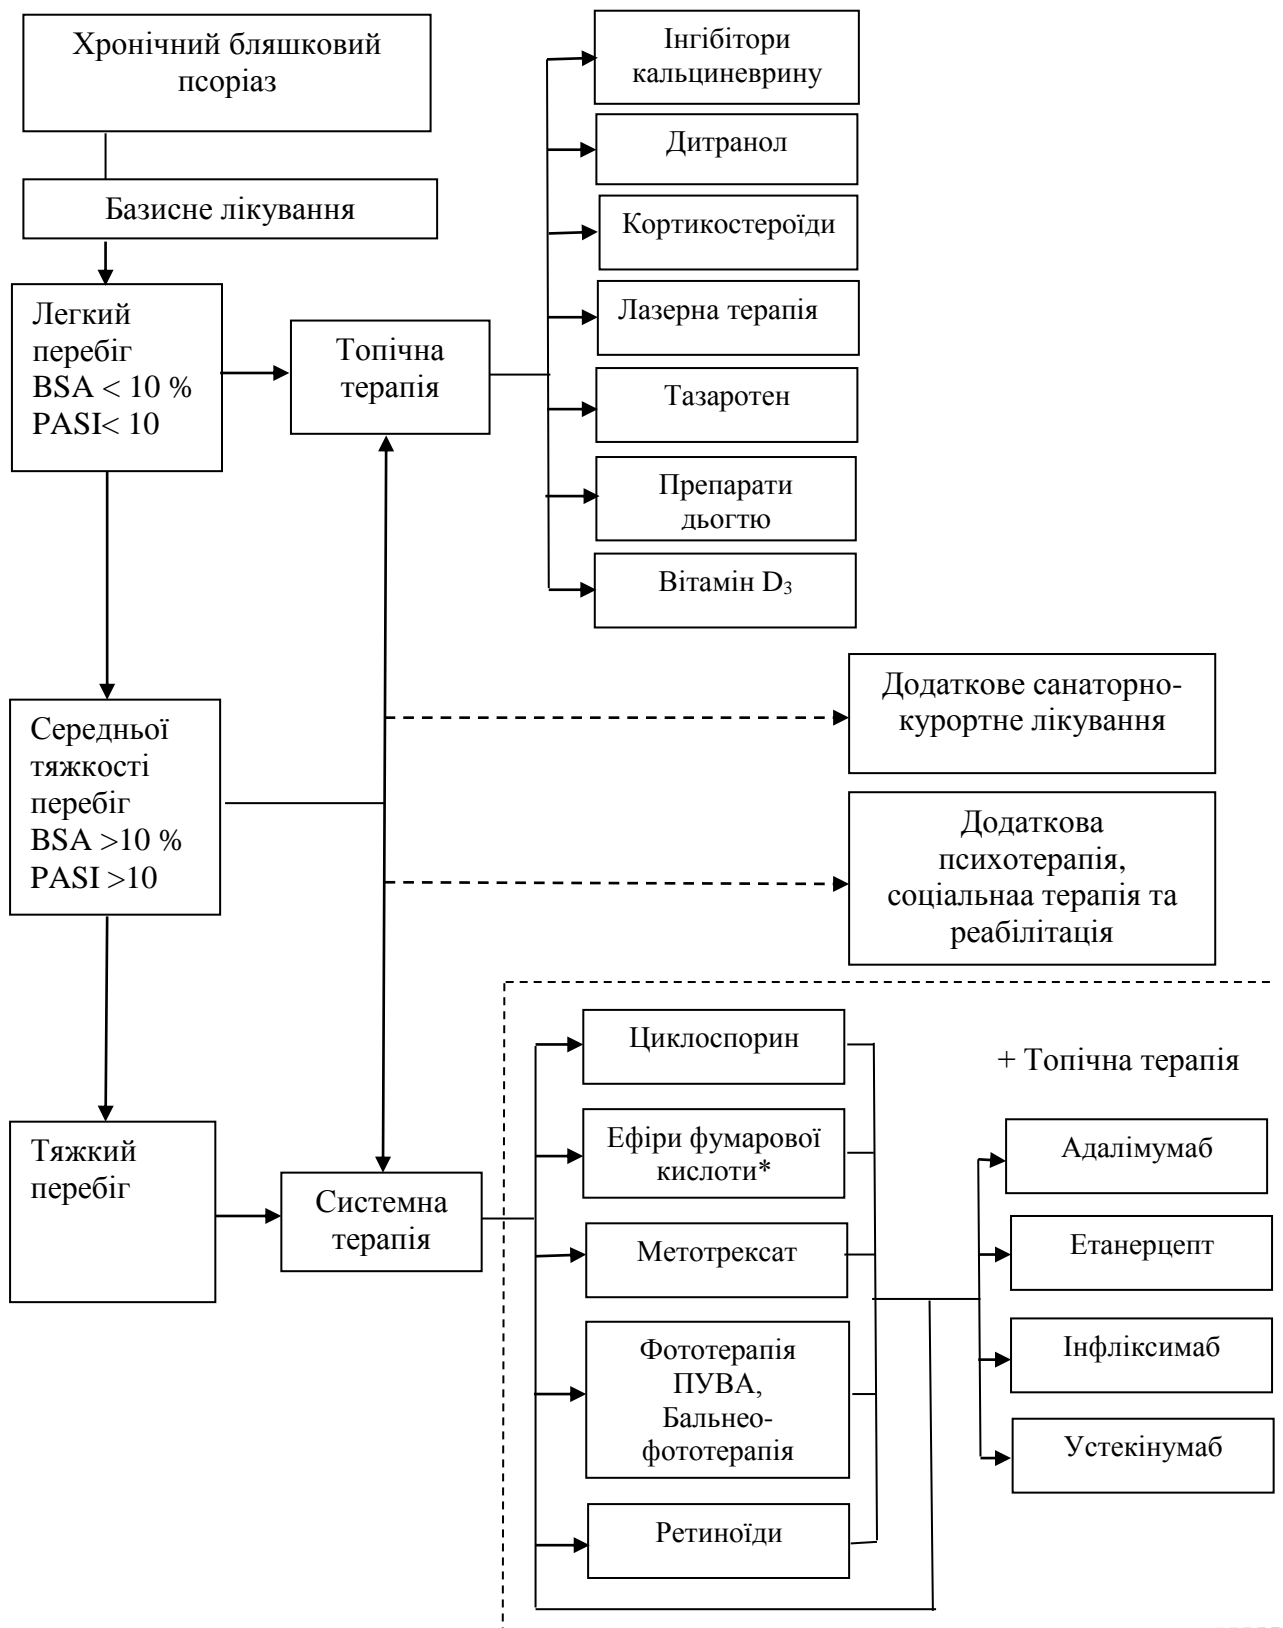 Хронічний бляшковий
псоріаз
Базисне лікування
Легкий
перебіг
BSA < 10 %
PASI< 10
Топічна
терапія
Інгібітори
кальциневрину
Дитранол
Кортикостероїди
Лазерна терапія
Тазаротен
Препарати
дьогтю
Вітамін D₃
Середньої
тяжкості
перебіг
BSA >10 %
PASI >10
Додаткове санаторно-
курортне лікування
Додаткова
психотерапія,
соціальнаа терапія та
реабілітація
Тяжкий
перебіг
Системна
терапія
Циклоспорин
Ефіри фумарової
кислоти*
Метотрексат
Фототерапія
ПУВА,
Бальнео-
фототерапія
Ретиноїди
+ Топічна терапія
Адалімумаб
Етанерцепт
Інфліксимаб
Устекінумаб